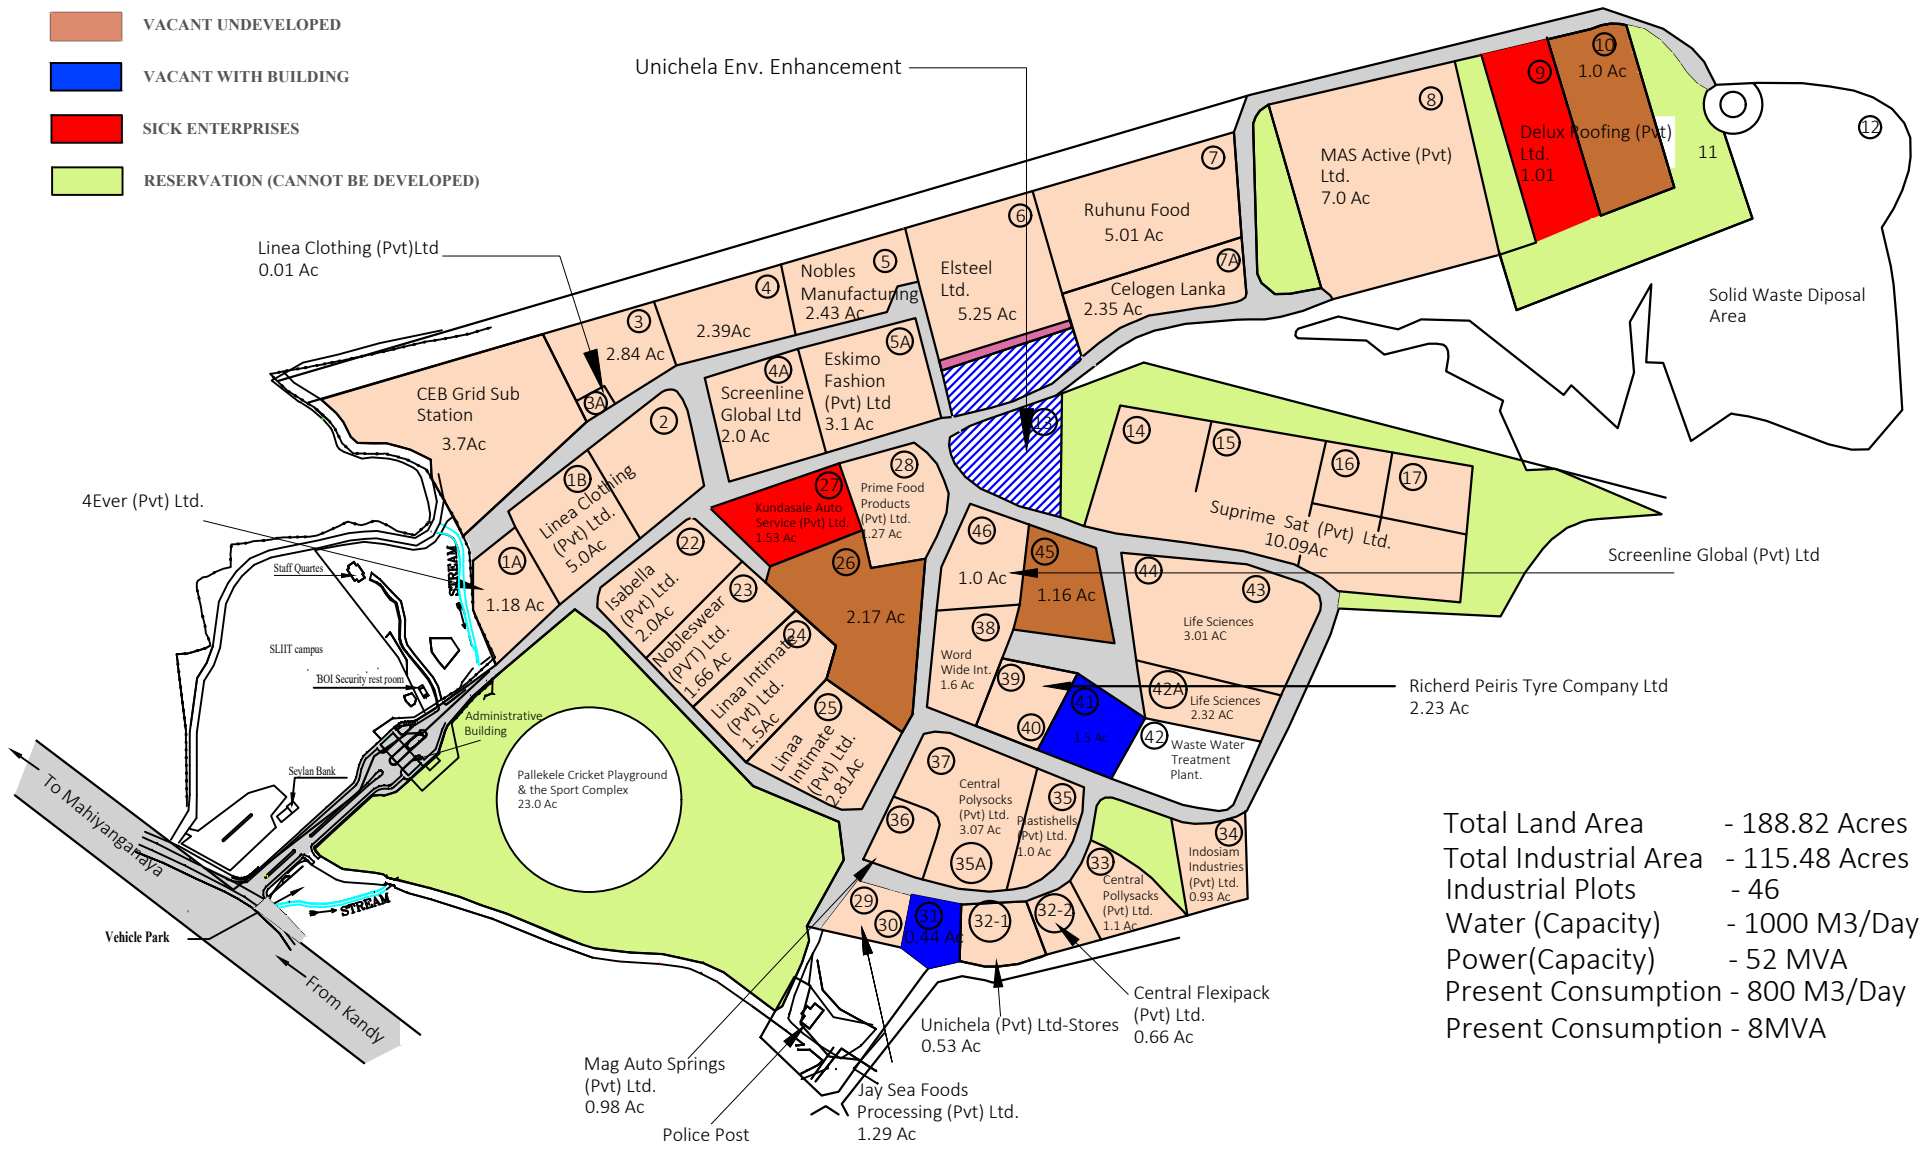 VACANT UNDEVELOPED
VACANT WITH BUILDING
SICK ENTERPRISES
RESERVATION (CANNOT BE DEVELOPED)
Unichela Env. Enhancement
Linea Clothing (Pvt)Ltd
0.01 Ac
4Ever (Pvt) Ltd.
CEB Grid Sub
Station
3.7Ac
3
2.84 Ac
3A
4
2.39Ac
5
Nobles
Manufacturing
2.43 Ac
6
Elsteel
Ltd.
5.25 Ac
7
Ruhunu Food
5.01 Ac
7A
Celogen Lanka
2.35 Ac
8
MAS Active (Pvt)
Ltd.
7.0 Ac
9
Delux Roofing (Pvt)
Ltd.
1.01
10
1.0 Ac
11
12
Solid Waste Diposal
Area
4A
Screenline
Global Ltd
2.0 Ac
5A
Eskimo
Fashion
(Pvt) Ltd
3.1 Ac
2
1B
Linea Clothing
(Pvt) Ltd.
5.0Ac
1A
1.18 Ac
13
14
15
16
17
Suprime Sat (Pvt) Ltd.
10.09Ac
27
Kundasale Auto
Service (Pvt) Ltd.
1.53 Ac
28
Prime Food
Products
(Pvt) Ltd.
1.27 Ac
26
2.17 Ac
22
Isabella
(Pvt) Ltd.
2.0Ac
23
Nobleswear
(PVT) Ltd.
1.66 Ac
24
Linaa Intimate
(Pvt) Ltd.
1.5Ac
25
Linaa
Intimate
(Pvt) Ltd.
2.81Ac
46
1.0 Ac
45
1.16 Ac
Screenline Global (Pvt) Ltd
44
43
Life Sciences
3.01 AC
42A
Life Sciences
2.32 AC
42
Waste Water
Treatment
Plant.
38
Word
Wide Int.
1.6 Ac
39
40
41
1.5 Ac
Richerd Peiris Tyre Company Ltd
2.23 Ac
37
Central
Polysocks
(Pvt) Ltd.
3.07 Ac
35A
36
35
Plastishells
(Pvt) Ltd.
1.0 Ac
34
Indosiam
Industries
(Pvt) Ltd.
0.93 Ac
33
Central
Pollysacks
(Pvt) Ltd.
1.1 Ac
32-2
32-1
31
0.44 Ac
30
29
Staff Quartes
STREAM
SLIIT campus
BOI Security rest room
Administrative
Building
Seylan Bank
Pallekele Cricket Playground
& the Sport Complex
23.0 Ac
To Mahiyanganaya
Vehicle Park
STREAM
From Kandy
Mag Auto Springs
(Pvt) Ltd.
0.98 Ac
Police Post
Jay Sea Foods
Processing (Pvt) Ltd.
1.29 Ac
Unichela (Pvt) Ltd-Stores
0.53 Ac
Central Flexipack
(Pvt) Ltd.
0.66 Ac
Total Land Area - 188.82 Acres
Total Industrial Area - 115.48 Acres
Industrial Plots - 46
Water (Capacity) - 1000 M3/Day
Power(Capacity) - 52 MVA
Present Consumption - 800 M3/Day
Present Consumption - 8MVA